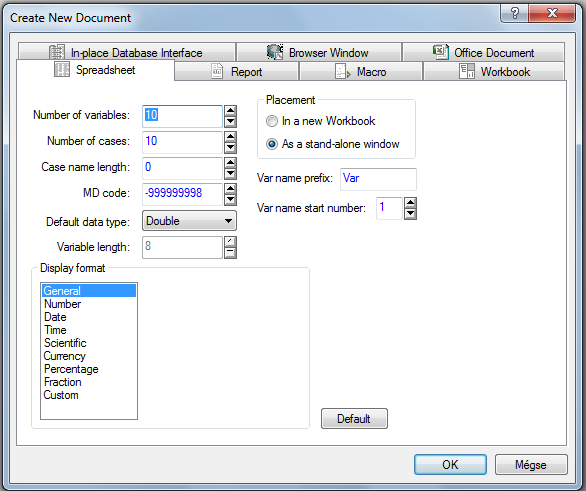 Create New Document
In-place Database Interface Browser Window Office Document
Spreadsheet Report Macro Workbook
Number of variables: 10
Number of cases: 10
Case name length: 0
MD code: -999999998
Default data type: Double
Variable length: 8
Placement
In a new Workbook
As a stand-alone window
Var name prefix: Var
Var name start number: 1
Display format
General
Number
Date
Time
Scientific
Currency
Percentage
Fraction
Custom
Default
OK Mégse